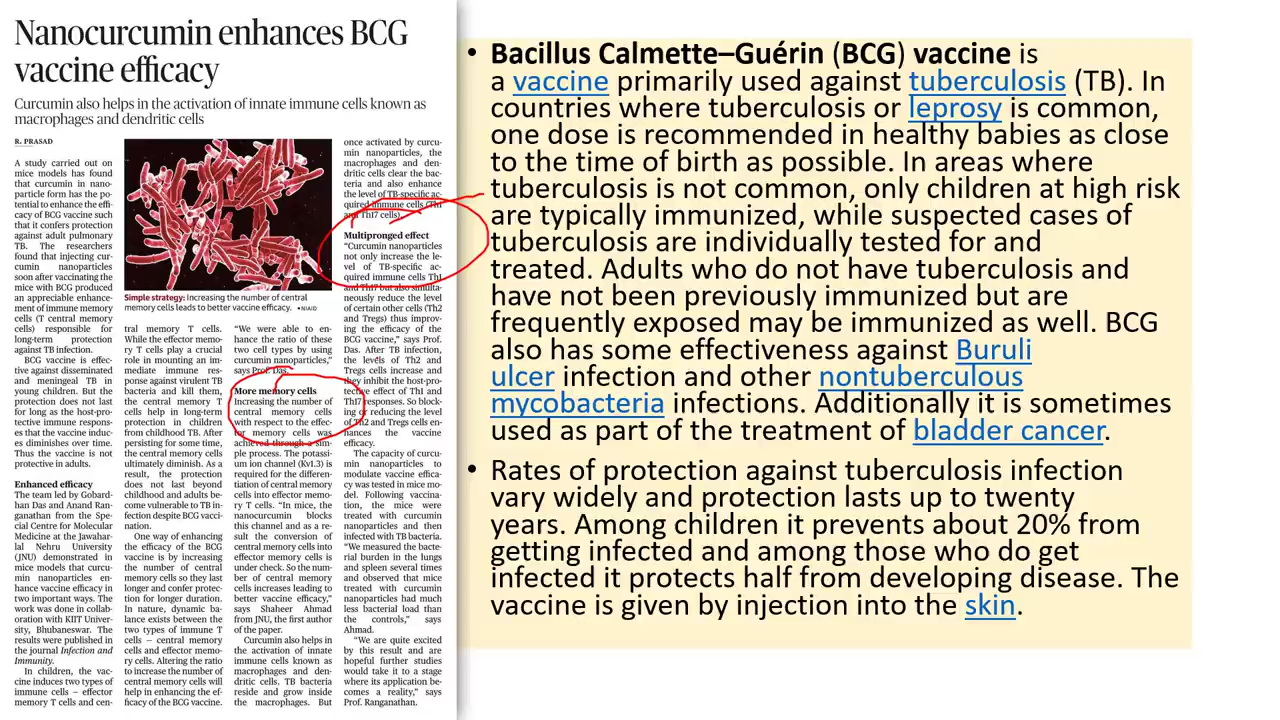 Nanocurcumin enhances BCG
vaccine efficacy
Curcumin also helps in the activation of innate immune cells known as
macrophages and dendritic cells
R. PRASAD
A study carried out on
mice models has found
that curcumin in nano-
particle form has the po-
tential to enhance the effi-
cacy of BCG vaccine such
that it confers protection
against adult pulmonary
TB. The researchers
found that injecting cur-
cumin nanoparticles
soon after vaccinating the
mice with BCG produced
an appreciable enhance-
ment of immune memory
cells (T central memory
cells) responsible for
long-term protection
against TB infection.
BCG vaccine is effec-
tive against disseminated
and meningeal TB in
young children. But the
protection does not last
for long as the host-pro-
tective immune respons-
es that the vaccine induc-
es diminishes over time.
Thus the vaccine is not
protective in adults.
Enhanced efficacy
The team led by Gobard-
han Das and Anand Ran-
ganathan from the Spe-
cial Centre for Molecular
Medicine at the Jawahar-
lal Nehru University
(JNU) demonstrated in
mice models that curcu-
min nanoparticles en-
hance vaccine efficacy in
two important ways. The
work was done in collab-
oration with KIIT Univer-
sity, Bhubaneswar. The
results were published in
the journal Infection and
Immunity.
In children, the vac-
cine induces two types of
immune cells – effector
memory T cells and cen-
Simple strategy: Increasing the number of central
memory cells leads to better vaccine efficacy. •NIAID
tral memory T cells.
While the effector memo-
ry T cells play a crucial
role in mounting an im-
mediate immune res-
ponse against virulent TB
bacteria and kill them,
the central memory T
cells help in long-term
protection in children
from childhood TB. After
persisting for some time,
the central memory cells
ultimately diminish. As a
result, the protection
does not last beyond
childhood and adults be-
come vulnerable to TB in-
fection despite BCG vacci-
nation.
One way of enhancing
the efficacy of the BCG
vaccine is by increasing
the number of central
memory cells so they last
longer and confer protec-
tion for longer duration.
In nature, dynamic ba-
lance exists between the
two types of immune T
cells – central memory
cells and effector memo-
ry cells. Altering the ratio
to increase the number of
central memory cells will
help in enhancing the ef-
ficacy of the BCG vaccine.
"We were able to en-
hance the ratio of these
two cell types by using
curcumin nanoparticles,"
says Prof. Das.
More memory cells
Increasing the number of
central memory cells
with respect to the effec-
tor memory cells was
achieved through a sim-
ple process. The potassi-
um ion channel (Kv1.3) is
required for the differen-
tiation of central memory
cells into effector memo-
ry T cells. "In mice, the
nanocurcumin blocks
this channel and as a re-
sult the conversion of
central memory cells into
effector memory cells is
under check. So the num-
ber of central memory
cells increases leading to
better vaccine efficacy,"
says Shaheer Ahmad
from JNU, the first author
of the paper.
Curcumin also helps in
the activation of innate
immune cells known as
macrophages and den-
dritic cells. TB bacteria
reside and grow inside
the macrophages. But
once activated by curcu-
min nanoparticles, the
macrophages and den-
dritic cells clear the bac-
teria and also enhance
the level of TB-specific ac-
quired immune cells (Th1
and Th17 cells).
Multipronged effect
"Curcumin nanoparticles
not only increase the le-
vel of TB-specific ac-
quired immune cells Th1
and Th17 but also simulta-
neously reduce the level
of certain other cells (Th2
and Tregs) thus improv-
ing the efficacy of the
BCG vaccine," says Prof.
Das. After TB infection,
the levels of Th2 and
Tregs cells increase and
they inhibit the host-pro-
tective effect of Th1 and
Th17 responses. So block-
ing or reducing the level
of Th2 and Tregs cells en-
hances the vaccine
efficacy.
The capacity of curcu-
min nanoparticles to
modulate vaccine effica-
cy was tested in mice mo-
del. Following vaccina-
tion, the mice were
treated with curcumin
nanoparticles and then
infected with TB bacteria.
"We measured the bacte-
rial burden in the lungs
and spleen several times
and observed that mice
treated with curcumin
nanoparticles had much
less bacterial load than
the controls," says
Ahmad.
"We are quite excited
by this result and are
hopeful further studies
would take it to a stage
where its application be-
comes a reality," says
Prof. Ranganathan.
• Bacillus Calmette–Guérin (BCG) vaccine is
a vaccine primarily used against tuberculosis (TB). In
countries where tuberculosis or leprosy is common,
one dose is recommended in healthy babies as close
to the time of birth as possible. In areas where
tuberculosis is not common, only children at high risk
are typically immunized, while suspected cases of
tuberculosis are individually tested for and
treated. Adults who do not have tuberculosis and
have not been previously immunized but are
frequently exposed may be immunized as well. BCG
also has some effectiveness against Buruli
ulcer infection and other nontuberculous
mycobacteria infections. Additionally it is sometimes
used as part of the treatment of bladder cancer.
• Rates of protection against tuberculosis infection
vary widely and protection lasts up to twenty
years. Among children it prevents about 20% from
getting infected and among those who do get
infected it protects half from developing disease. The
vaccine is given by injection into the skin.